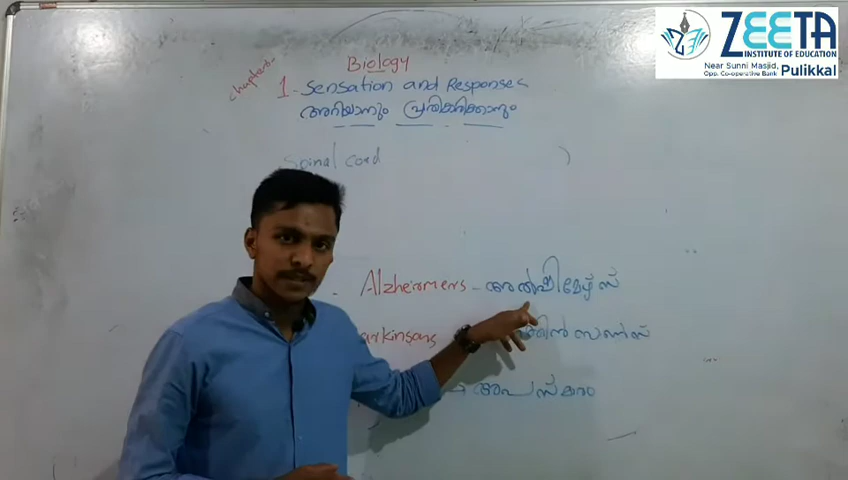 ZEETA
INSTITUTE OF EDUCATION
Near Sunni Masjid,
Opp. Co-operative Bank Pulikkal
Biology
chapter-
1 - Sensation and Responses
അറിയാനും പ്രതികരിക്കാനും
Spinal cord
Alzheimers - അൽഷിമേഴ്സ്
arkinsons
അപസ്മാരം